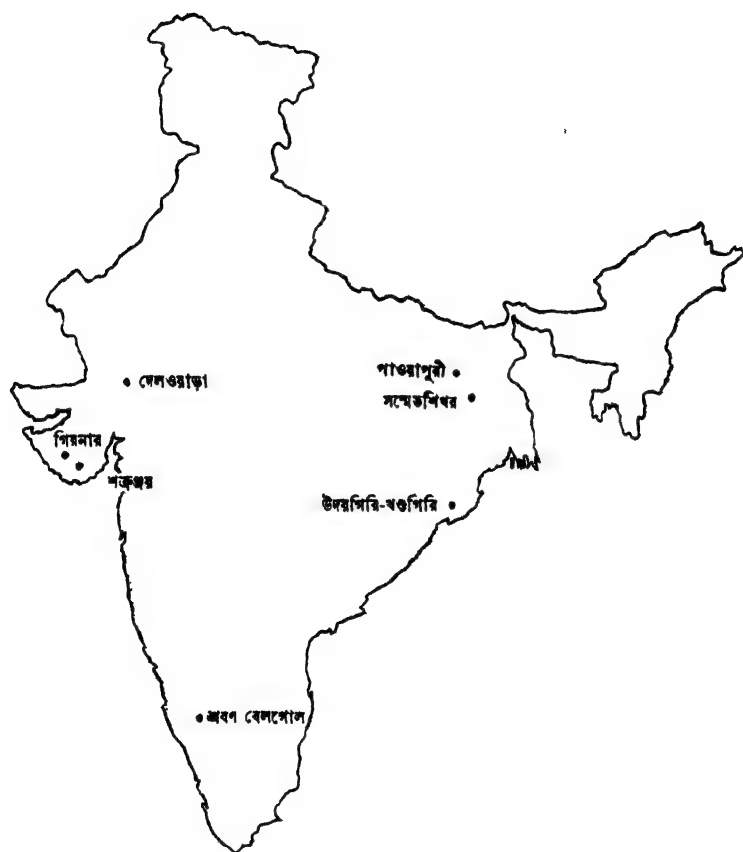 দেলওয়াড়া
পাওয়াপুরী
সম্মেতশিখর
গিরনার
শত্রুঞ্জয়
উদয়গিরি-খণ্ডগিরি
শ্রবণ বেলগোল